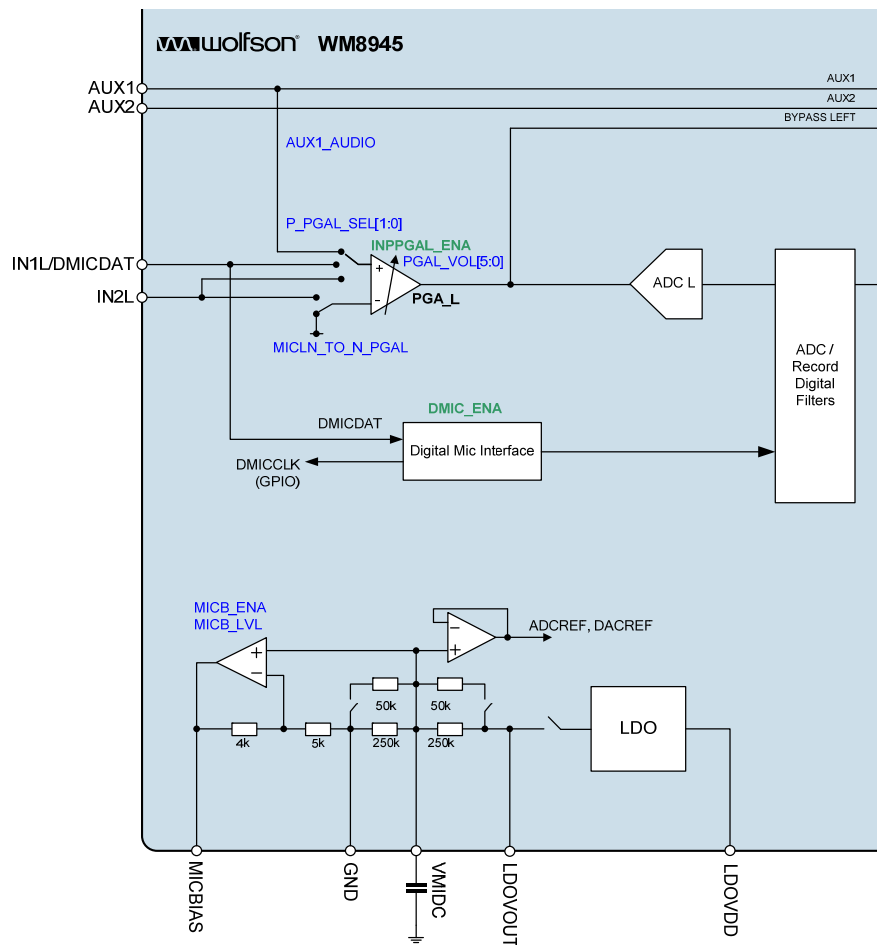 wolfson WM8945
AUX1
AUX1
AUX2
AUX2
BYPASS LEFT
AUX1_AUDIO
P_PGAL_SEL[1:0]
INPPGAL_ENA
IN1L/DMICDAT
PGAL_VOL[5:0]
+
ADC L
IN2L
-
PGA_L
MICLN_TO_N_PGAL
ADC /
Record
Digital
Filters
DMIC_ENA
DMICDAT
Digital Mic Interface
DMICCLK
(GPIO)
MICB_ENA
MICB_LVL
ADCREF, DACREF
−
+
+
−
50k
50k
LDO
4k
5k
250k
250k
MICBIAS
GND
VMIDC
LDOVOUT
LDOVDD